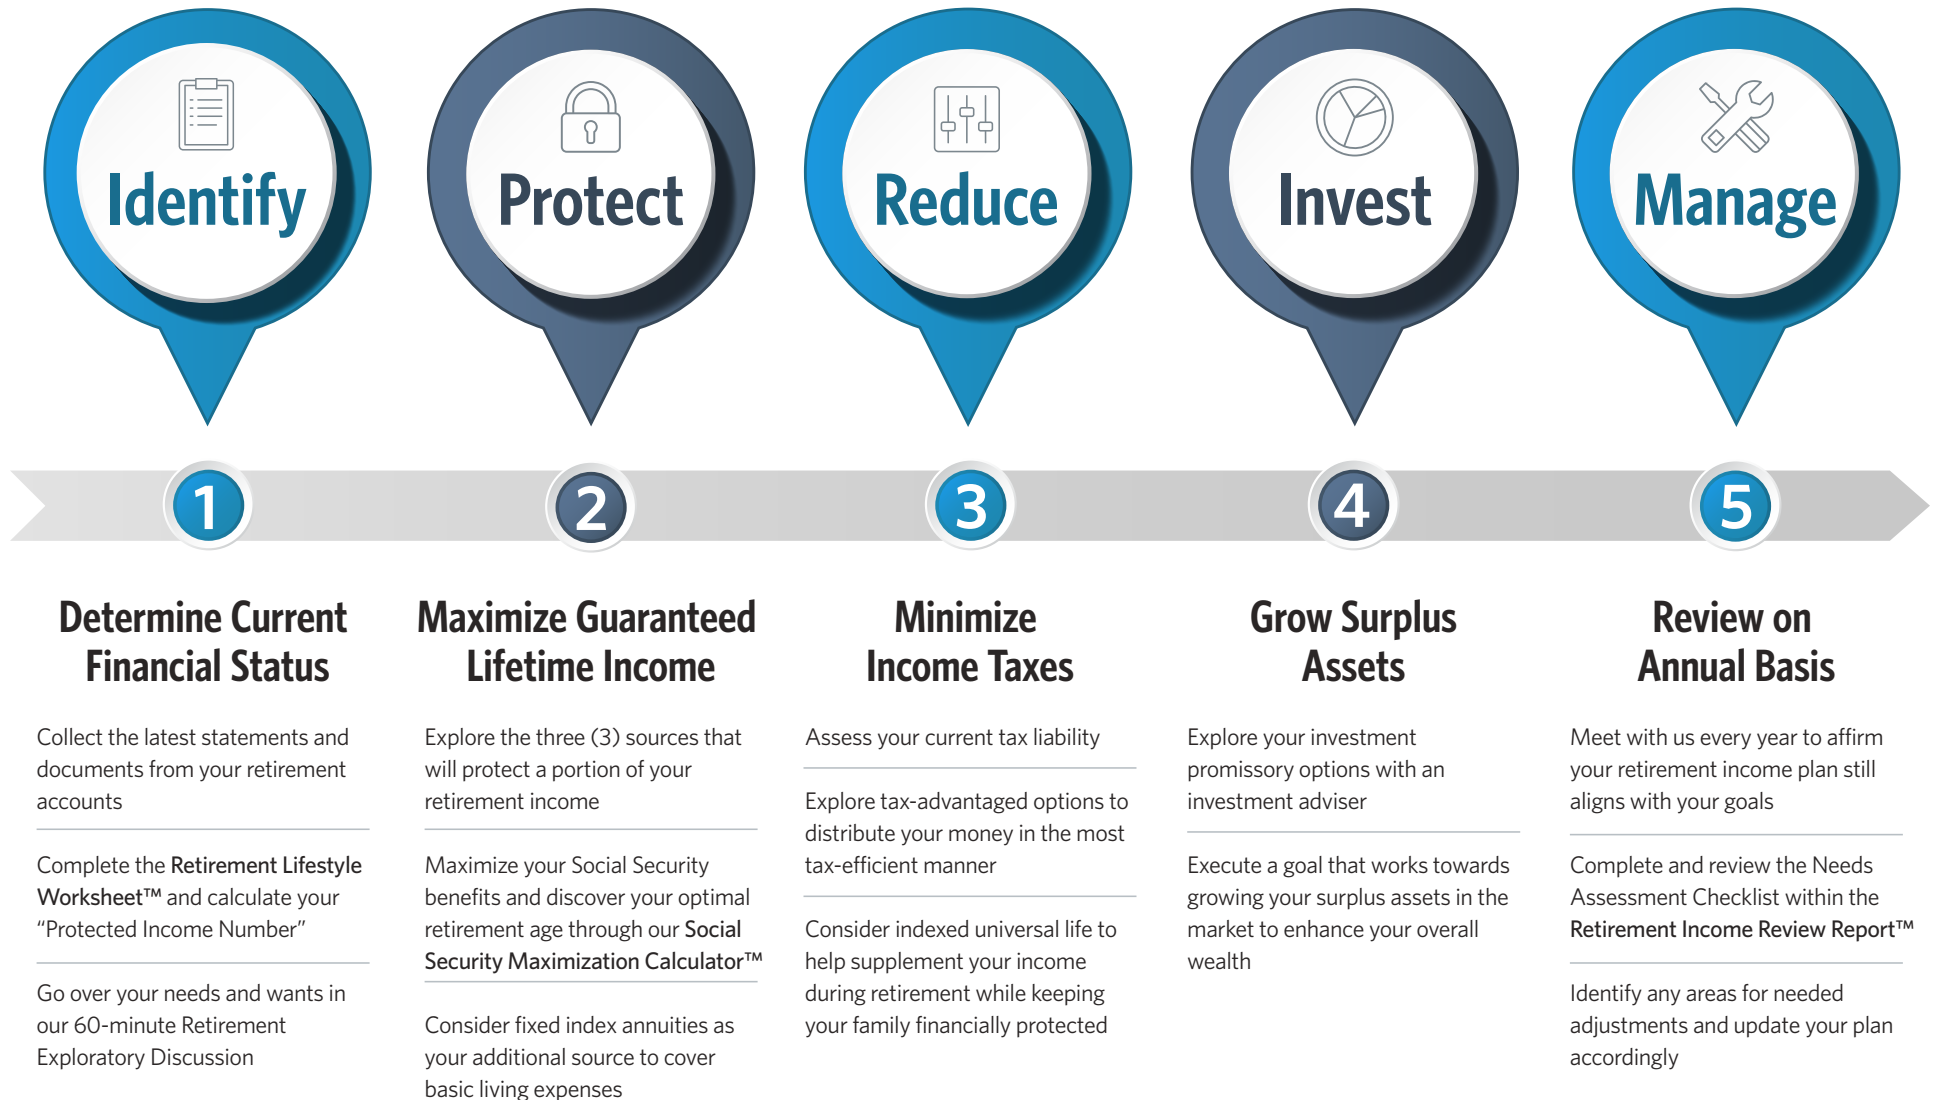 Identify
Protect
Reduce
Invest
Manage
1
2
3
4
5
Determine Current
Financial Status
Collect the latest statements and
documents from your retirement
accounts
Complete the Retirement Lifestyle
Worksheet™ and calculate your
“Protected Income Number”
Go over your needs and wants in
our 60-minute Retirement
Exploratory Discussion
Maximize Guaranteed
Lifetime Income
Explore the three (3) sources that
will protect a portion of your
retirement income
Maximize your Social Security
benefits and discover your optimal
retirement age through our Social
Security Maximization Calculator™
Consider fixed index annuities as
your additional source to cover
basic living expenses
Minimize
Income Taxes
Assess your current tax liability
Explore tax-advantaged options to
distribute your money in the most
tax-efficient manner
Consider indexed universal life to
help supplement your income
during retirement while keeping
your family financially protected
Grow Surplus
Assets
Explore your investment
promissory options with an
investment adviser
Execute a goal that works towards
growing your surplus assets in the
market to enhance your overall
wealth
Review on
Annual Basis
Meet with us every year to affirm
your retirement income plan still
aligns with your goals
Complete and review the Needs
Assessment Checklist within the
Retirement Income Review Report™
Identify any areas for needed
adjustments and update your plan
accordingly